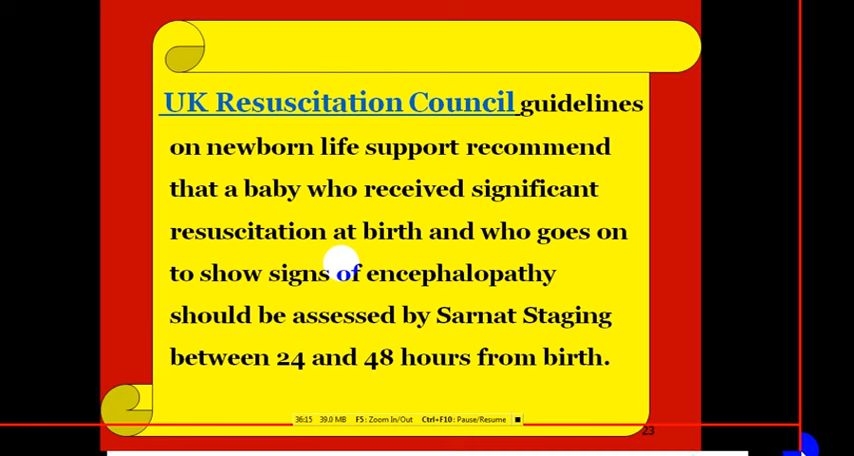 UK Resuscitation Council guidelines
on newborn life support recommend
that a baby who received significant
resuscitation at birth and who goes on
to show signs of encephalopathy
should be assessed by Sarnat Staging
between 24 and 48 hours from birth.
36:15 39.0 MB F5: Zoom In/Out Ctrl+F10: Pause/Resume
23